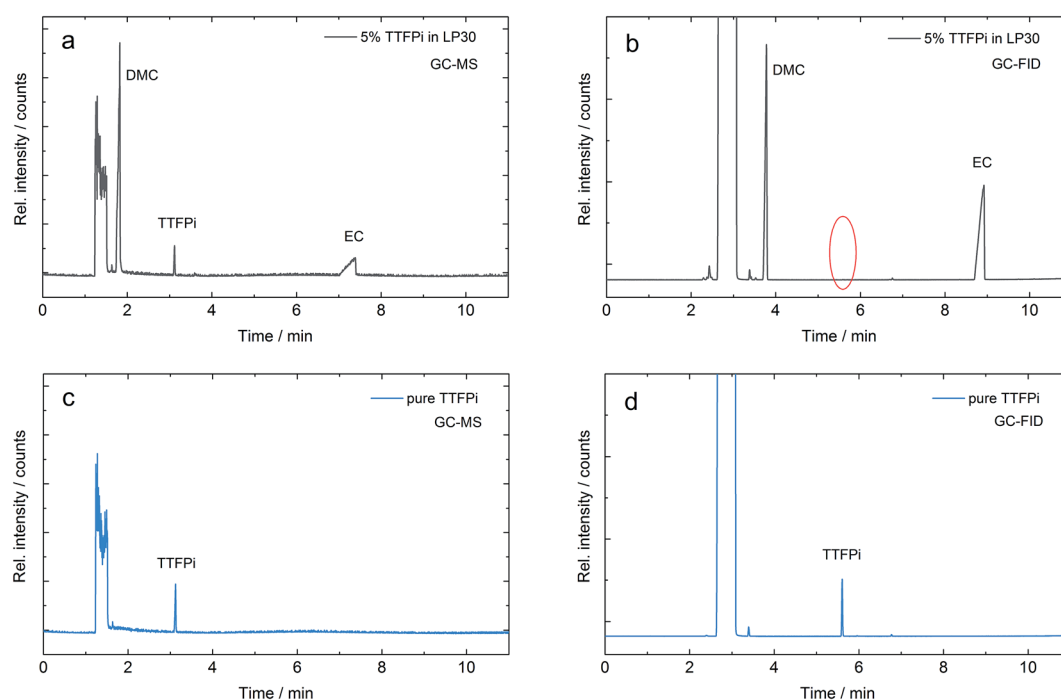 a
5% TTFPi in LP30
GC-MS
DMC
TTFPi
EC
Rel. intensity / counts
0 2 4 6 8 10
Time / min
b
5% TTFPi in LP30
GC-FID
DMC
EC
Rel. intensity / counts
0 2 4 6 8 10
Time / min
c
pure TTFPi
GC-MS
TTFPi
Rel. intensity / counts
0 2 4 6 8 10
Time / min
d
pure TTFPi
GC-FID
TTFPi
Rel. intensity / counts
0 2 4 6 8 10
Time / min